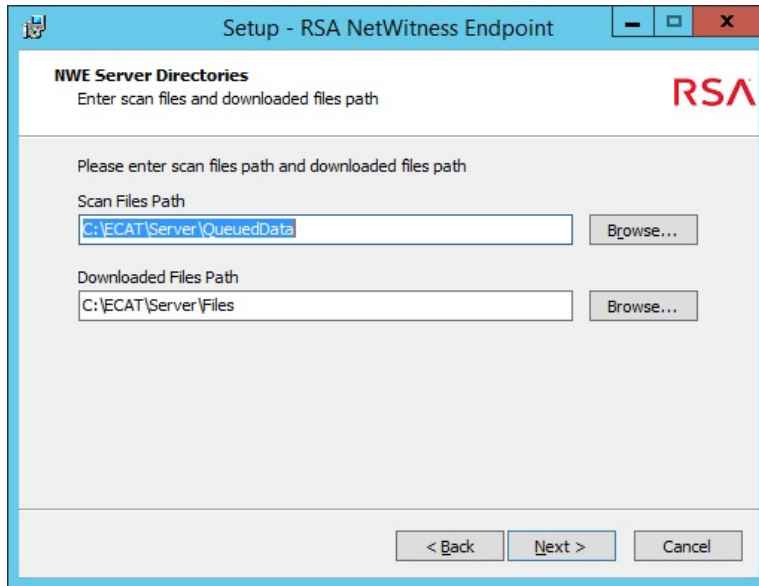 Setup - RSA NetWitness Endpoint
NWE Server Directories
Enter scan files and downloaded files path
RSA
Please enter scan files path and downloaded files path
Scan Files Path
C:\ECAT\Server\QueuedData
Browse...
Downloaded Files Path
C:\ECAT\Server\Files
Browse...
< Back
Next >
Cancel